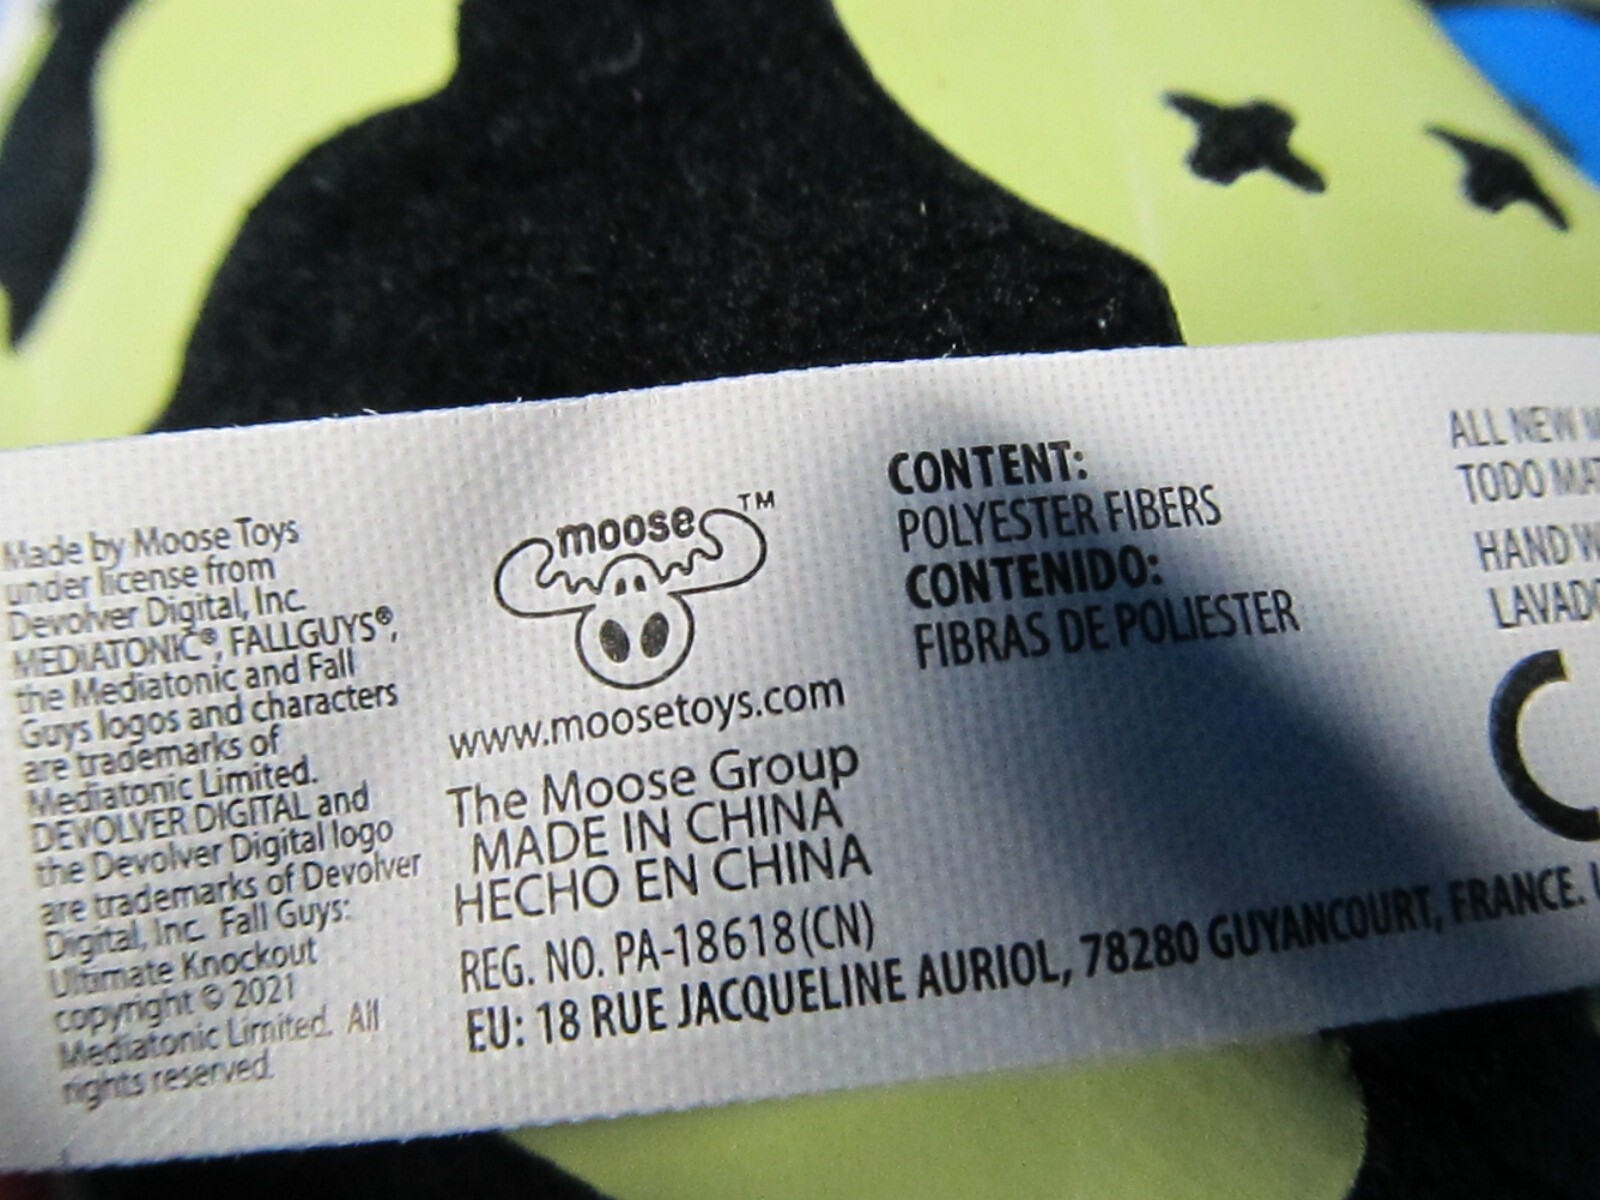 Made by Moose Toys
under license from
Devolver Digital, Inc.
MEDIATONIC®, FALLGUYS®,
the Mediatonic and Fall
Guys logos and characters
are trademarks of
Mediatonic Limited.
DEVOLVER DIGITAL and
the Devolver Digital logo
are trademarks of Devolver
Digital, Inc. Fall Guys:
Ultimate Knockout
copyright © 2021
Mediatonic Limited. All
rights reserved.
moose™
www.moosetoys.com
The Moose Group
MADE IN CHINA
HECHO EN CHINA
REG. NO. PA-18618(CN)
EU: 18 RUE JACQUELINE AURIOL, 78280 GUYANCOURT, FRANCE.
CONTENT:
POLYESTER FIBERS
CONTENIDO:
FIBRAS DE POLIESTER
ALL NEW
TODO
HAND